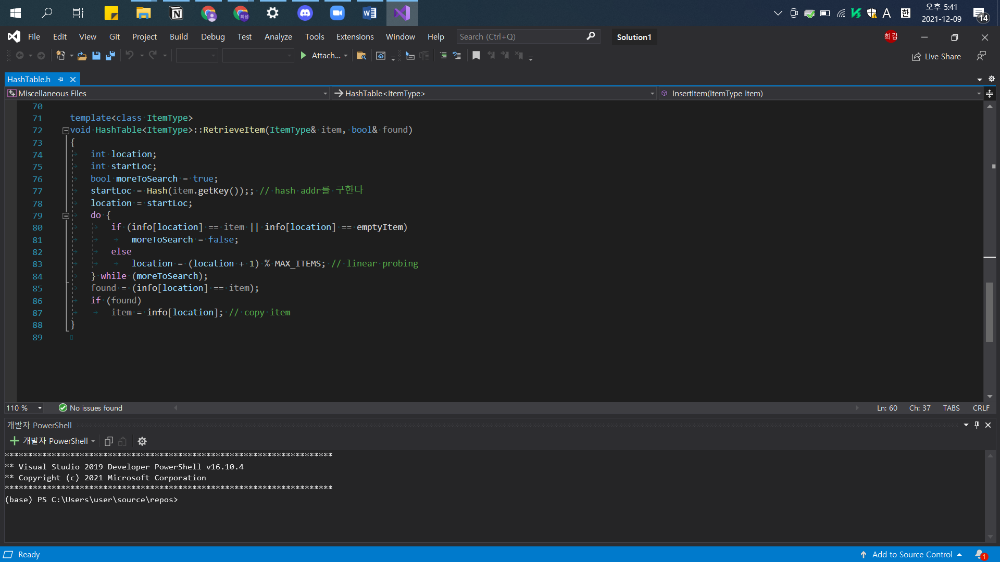 오후 5:41
A
한
2021-12-09
14
File Edit View Git Project Build Debug Test Analyze Tools Extensions Window Help Search (Ctrl+Q) Solution1
희김
Attach...
Live Share
HashTable.h
Miscellaneous Files HashTable<ItemType> InsertItem(ItemType item)
70
71 template<class ItemType>
72 void HashTable<ItemType>::RetrieveItem(ItemType& item, bool& found)
73 {
74 int location;
75 int startLoc;
76 bool moreToSearch = true;
77 startLoc = Hash(item.getKey());; // hash addr를 구한다
78 location = startLoc;
79 do {
80 if (info[location] == item || info[location] == emptyItem)
81 moreToSearch = false;
82 else
83 location = (location + 1) % MAX_ITEMS; // linear probing
84 } while (moreToSearch);
85 found = (info[location] == item);
86 if (found)
87 item = info[location]; // copy item
88 }
89
110 % No issues found Ln: 60 Ch: 37 TABS CRLF
개발자 PowerShell
개발자 PowerShell
**********************************************************************
** Visual Studio 2019 Developer PowerShell v16.10.4
** Copyright (c) 2021 Microsoft Corporation
**********************************************************************
(base) PS C:\Users\user\source\repos>
Ready Add to Source Control 1